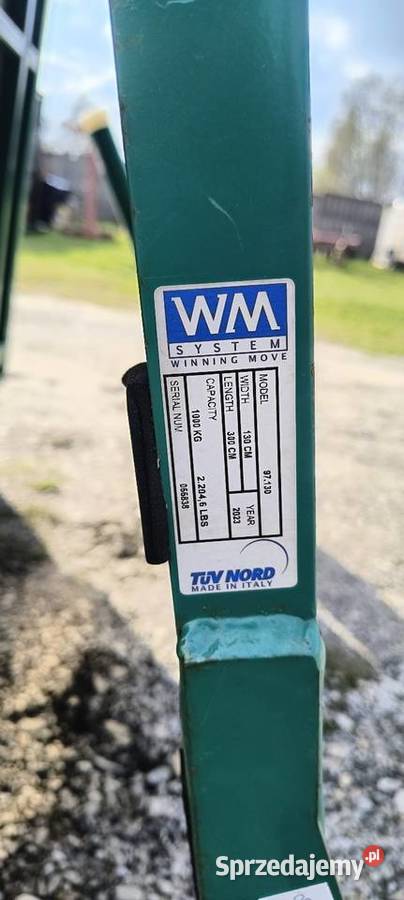 WM
SYSTEM
WINNING MOVE
MODEL 97.130
WIDTH 130 CM YEAR
LENGTH 300 CM 2023
CAPACITY 1000 KG 2.204,6 LBS
SERIAL NUM 056838
TÜV NORD
MADE IN ITALY
Sprzedajemy.pl